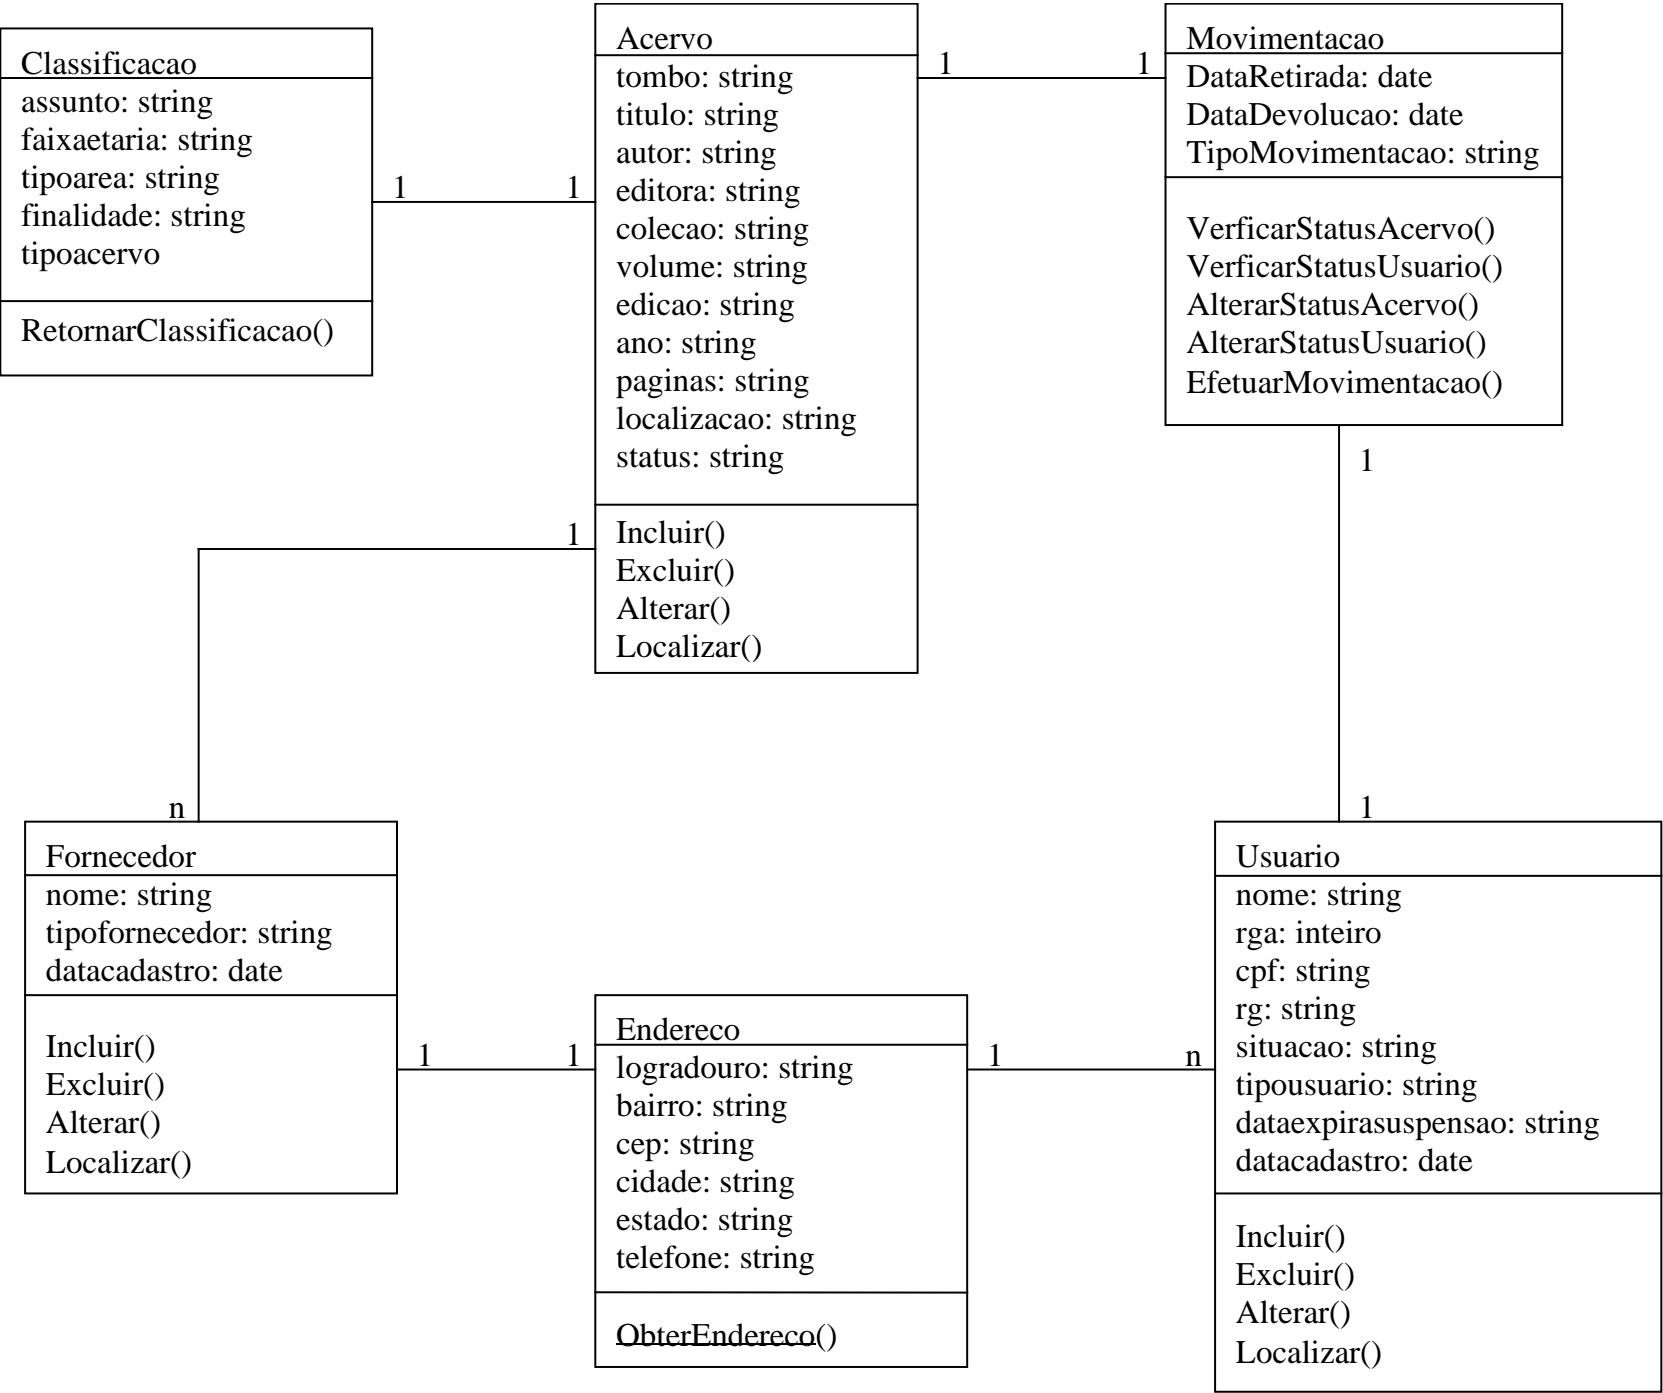 Classificacao
assunto: string
faixaetaria: string
tipoarea: string
finalidade: string
tipoacervo
RetornarClassificacao()
1
1
Acervo
tombo: string
titulo: string
autor: string
editora: string
colecao: string
volume: string
edicao: string
ano: string
paginas: string
localizacao: string
status: string
Incluir()
Excluir()
Alterar()
Localizar()
1
1
Movimentacao
DataRetirada: date
DataDevolucao: date
TipoMovimentacao: string
VerficarStatusAcervo()
VerficarStatusUsuario()
AlterarStatusAcervo()
AlterarStatusUsuario()
EfetuarMovimentacao()
1
1
1
n
Fornecedor
nome: string
tipofornecedor: string
datacadastro: date
Incluir()
Excluir()
Alterar()
Localizar()
1
1
Endereco
logradouro: string
bairro: string
cep: string
cidade: string
estado: string
telefone: string
ObterEndereco()
1
n
Usuario
nome: string
rga: inteiro
cpf: string
rg: string
situacao: string
tipousuario: string
dataexpirasuspensao: string
datacadastro: date
Incluir()
Excluir()
Alterar()
Localizar()